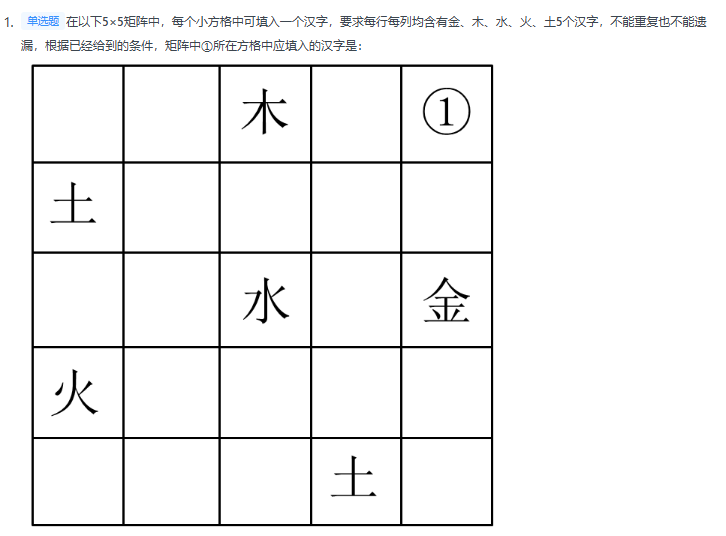 1. 单选题 在以下5×5矩阵中，每个小方格中可填入一个汉字，要求每行每列均含有金、木、水、火、土5个汉字，不能重复也不能遗
漏，根据已经给到的条件，矩阵中①所在方格中应填入的汉字是：
木 ①
土
水 金
火
土